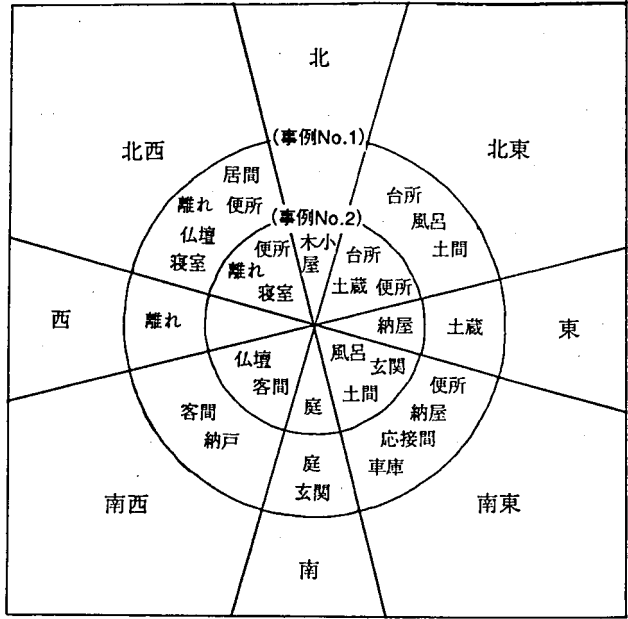 北
(事例No.1)
北西
北東
居間
台所
離れ 便所
風呂
(事例No.2)
仏壇
便所
木小
屋
台所
土間
寝室
離れ
寝室
土蔵 便所
西
離れ
納屋
土蔵
東
仏壇
風呂
玄関
客間
土間
便所
客間
庭
納屋
納戸
応接間
庭
車庫
玄関
南西
南東
南